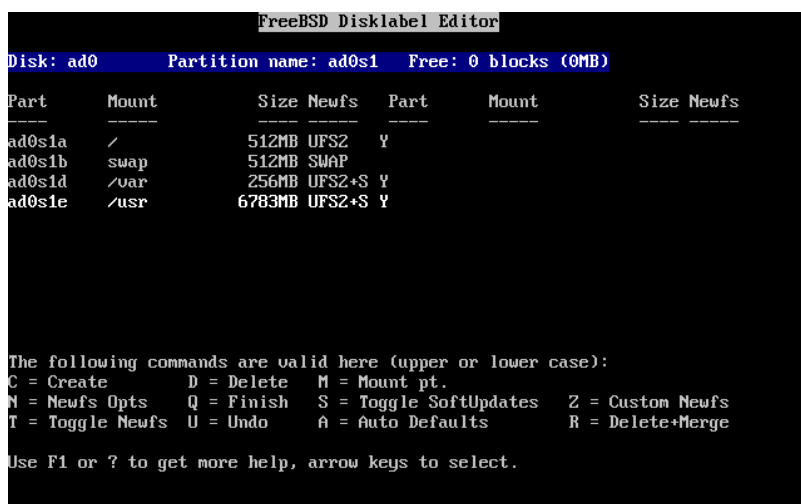 FreeBSD Disklabel Editor
Disk: ad0 Partition name: ad0s1 Free: 0 blocks (0MB)
Part Mount Size Newfs Part Mount Size Newfs
---- ----- ---- ----- ---- ----- ---- -----
ad0s1a / 512MB UFS2 Y
ad0s1b swap 512MB SWAP
ad0s1d /var 256MB UFS2+S Y
ad0s1e /usr 6783MB UFS2+S Y
The following commands are valid here (upper or lower case):
C = Create D = Delete M = Mount pt.
N = Newfs Opts Q = Finish S = Toggle SoftUpdates Z = Custom Newfs
T = Toggle Newfs U = Undo A = Auto Defaults R = Delete+Merge
Use F1 or ? to get more help, arrow keys to select.